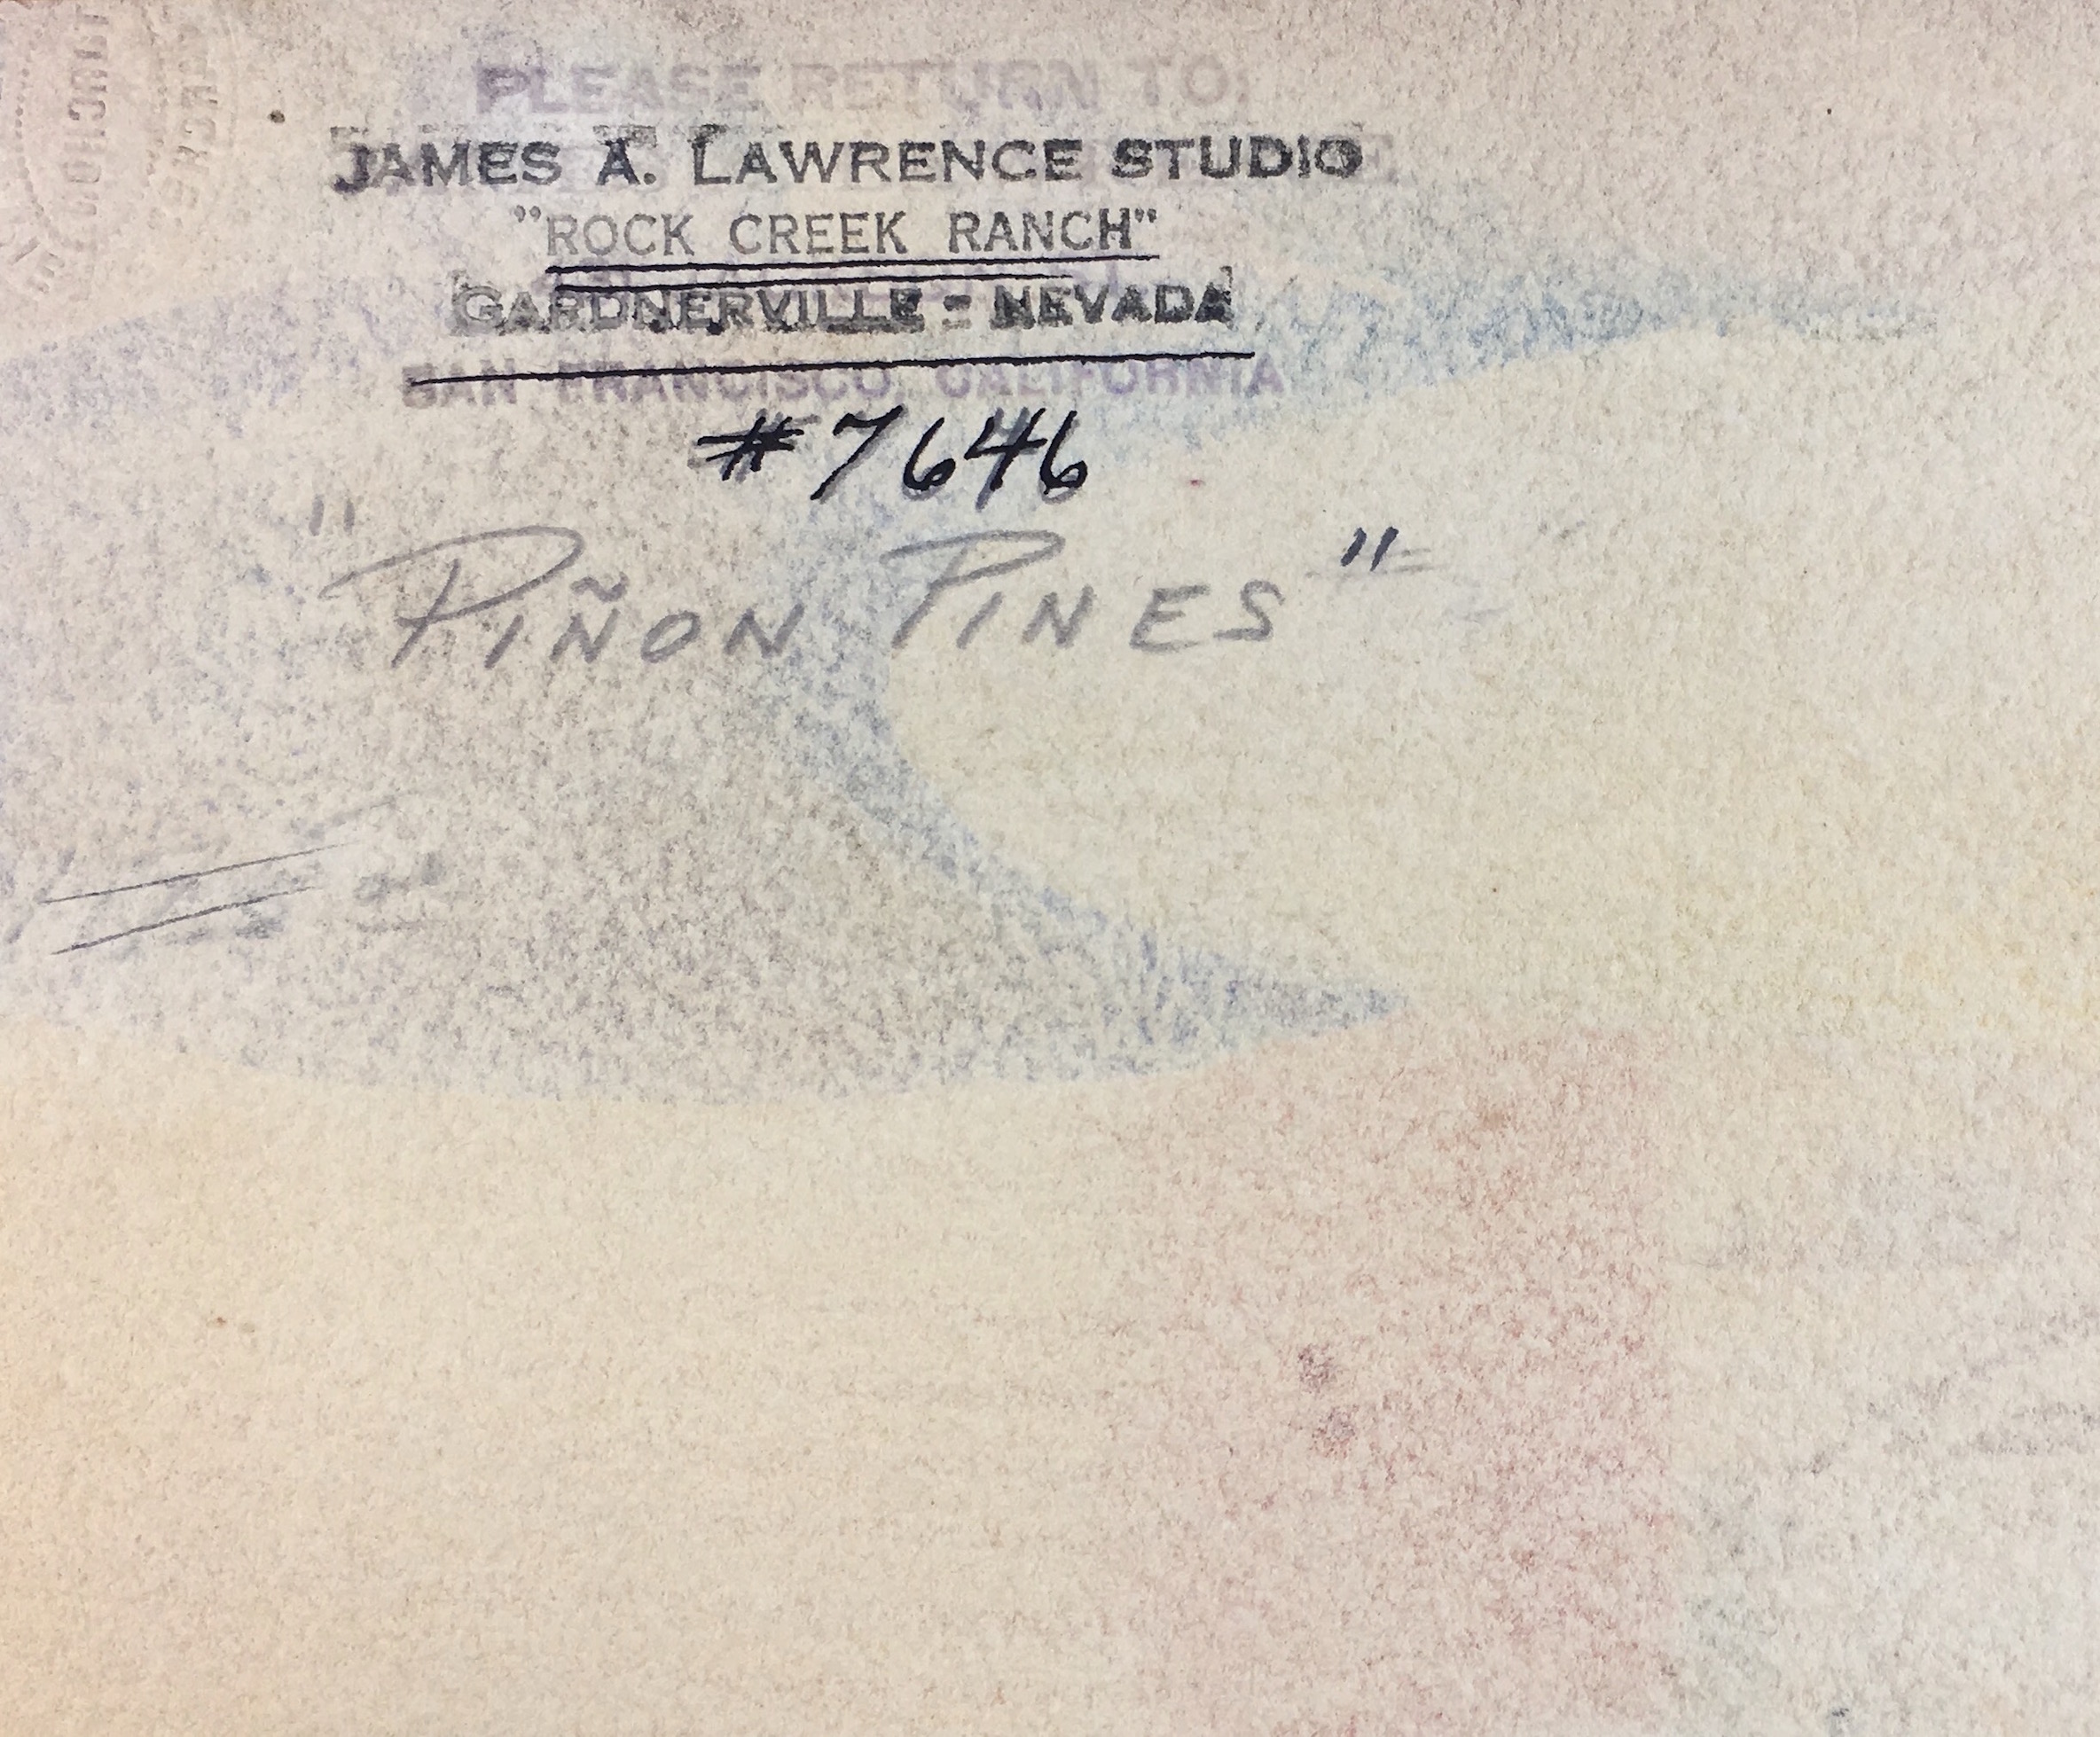 PLEASE RETURN TO:
JAMES A. LAWRENCE STUDIO
"ROCK CREEK RANCH"
GARDNERVILLE - NEVADA
SAN FRANCISCO, CALIFORNIA
#7646
"PIÑON PINES"